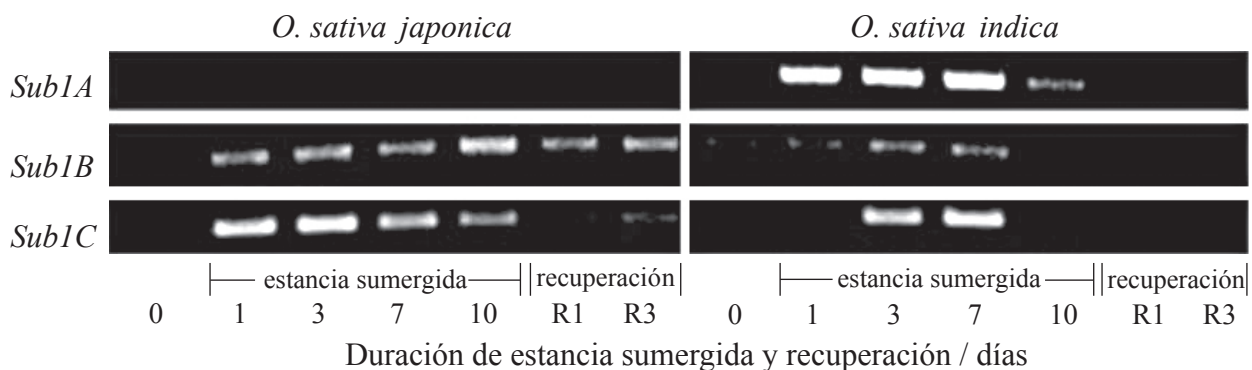 O. sativa japonica O. sativa indica
Sub1A
Sub1B
Sub1C
estancia sumergida recuperación estancia sumergida recuperación
0 1 3 7 10 R1 R3 0 1 3 7 10 R1 R3
Duración de estancia sumergida y recuperación / días